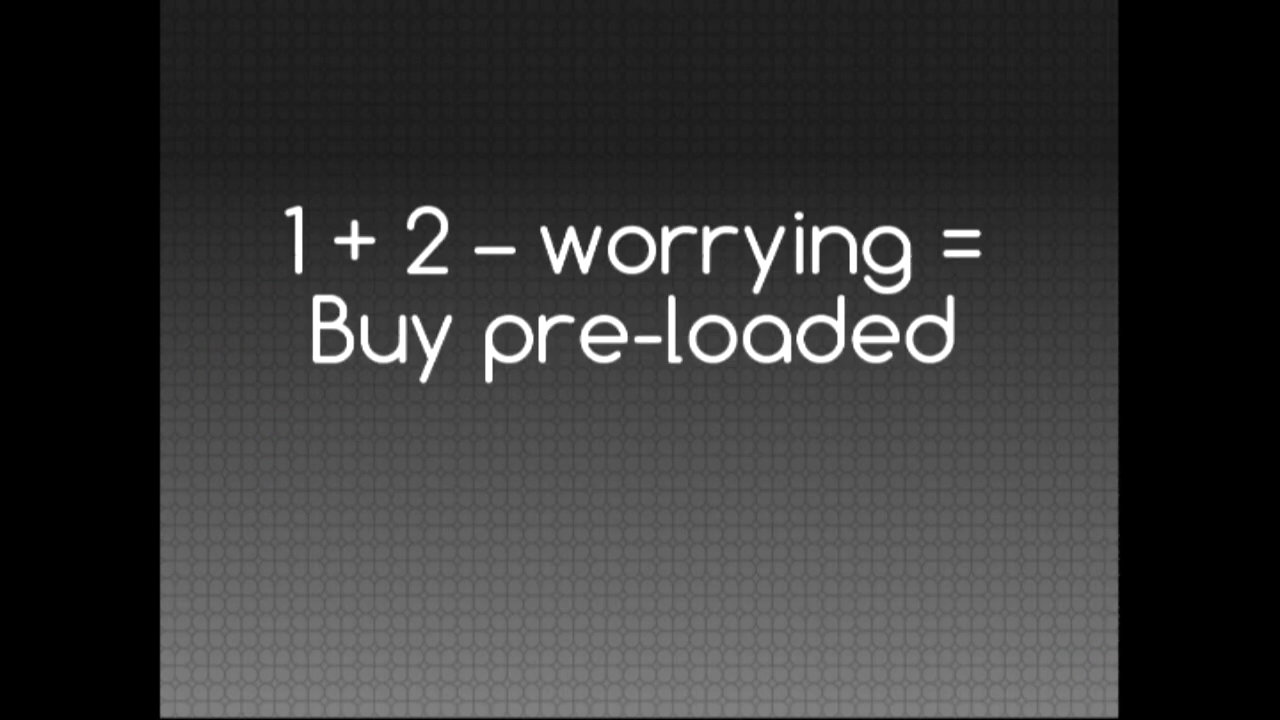 1 + 2 – worrying =
Buy pre-loaded